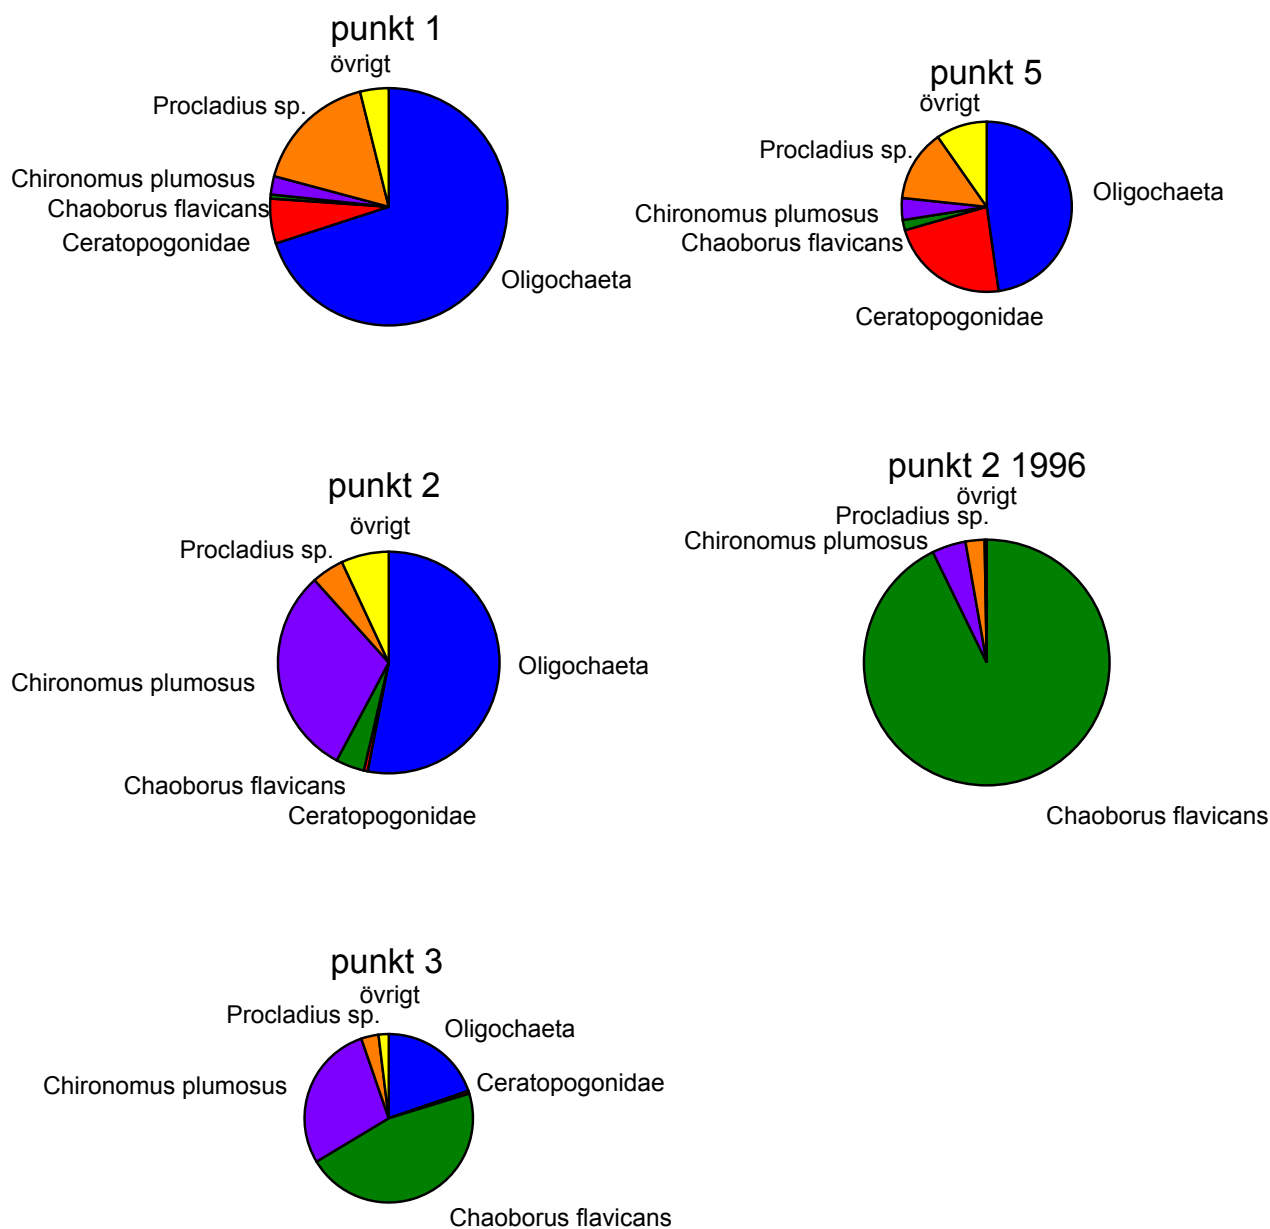 punkt 1
övrigt
Procladius sp.
Chironomus plumosus
Chaoborus flavicans
Ceratopogonidae
Oligochaeta
punkt 5
övrigt
Procladius sp.
Oligochaeta
Chironomus plumosus
Chaoborus flavicans
Ceratopogonidae
punkt 2
övrigt
Procladius sp.
Oligochaeta
Chironomus plumosus
Chaoborus flavicans
Ceratopogonidae
punkt 2 1996
övrigt
Procladius sp.
Chironomus plumosus
Chaoborus flavicans
punkt 3
övrigt
Procladius sp.
Oligochaeta
Ceratopogonidae
Chironomus plumosus
Chaoborus flavicans